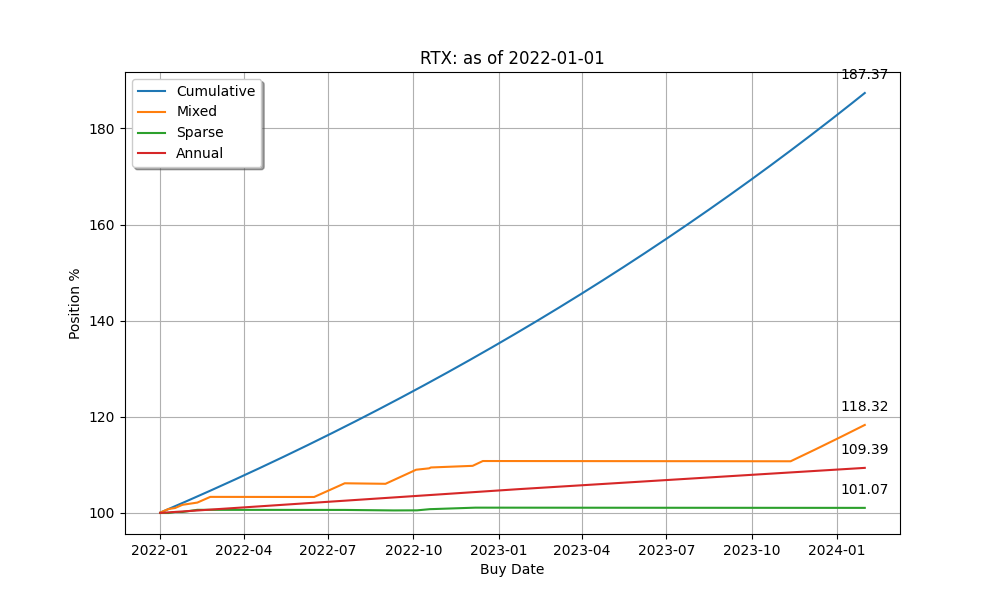 RTX: as of 2022-01-01
187.37
Cumulative
Mixed
Sparse
Annual
180
160
140
120
100
118.32
109.39
101.07
Position %
2022-01
2022-04
2022-07
2022-10
2023-01
2023-04
2023-07
2023-10
2024-01
Buy Date